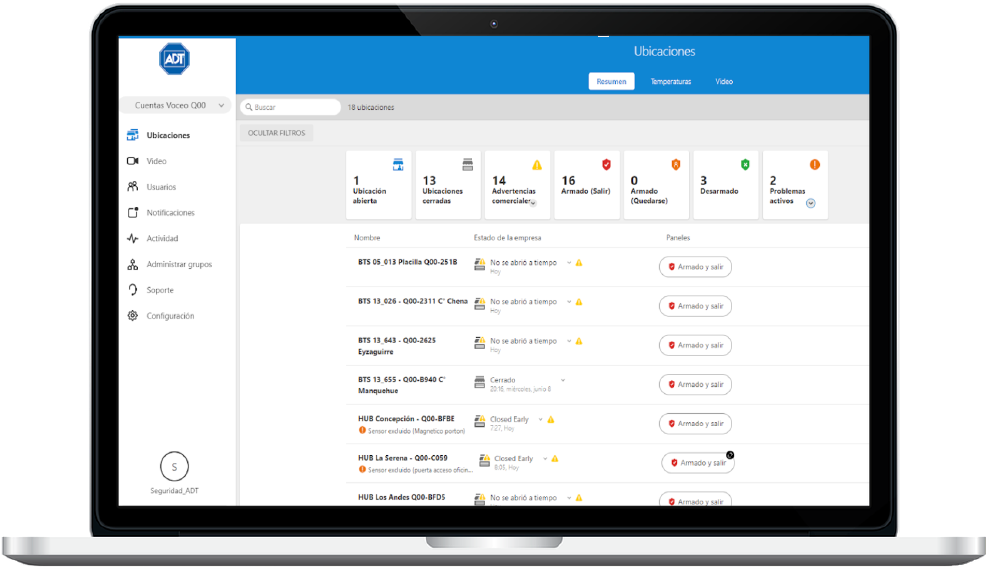 ADT
Cuentas Voceo Q00
Ubicaciones
Video
Usuarios
Notificaciones
Actividad
Administrar grupos
Soporte
Configuración
S
Seguridad_ADT
Ubicaciones
Resumen Temperaturas Video
Buscar
18 ubicaciones
OCULTAR FILTROS
1
Ubicación
abierta
13
Ubicaciones
cerradas
14
Advertencias
comerciales
16
Armado (Salir)
0
Armado
(Quedarse)
3
Desarmado
2
Problemas
activos
Nombre Estado de la empresa Paneles
BTS 05_013 Placilla Q00-251B No se abrió a tiempo Armado y salir
Hoy
BTS 13_026 - Q00-2311 C° Chena No se abrió a tiempo Armado y salir
Hoy
BTS 13_643 - Q00-2625 No se abrió a tiempo Armado y salir
Eyzaguirre Hoy
BTS 13_655 - Q00-B940 C° Cerrado Armado y salir
Manquehue 20:18, miércoles, junio 8
HUB Concepción - Q00-BFBE Closed Early Armado y salir
Sensor excluido (Magnetico porton) 7:27, Hoy
HUB La Serena - Q00-C059 Closed Early Armado y salir
Sensor excluido (puerta acceso oficin... 8:05, Hoy
HUB Los Andes Q00-BFD5 No se abrió a tiempo Armado y salir